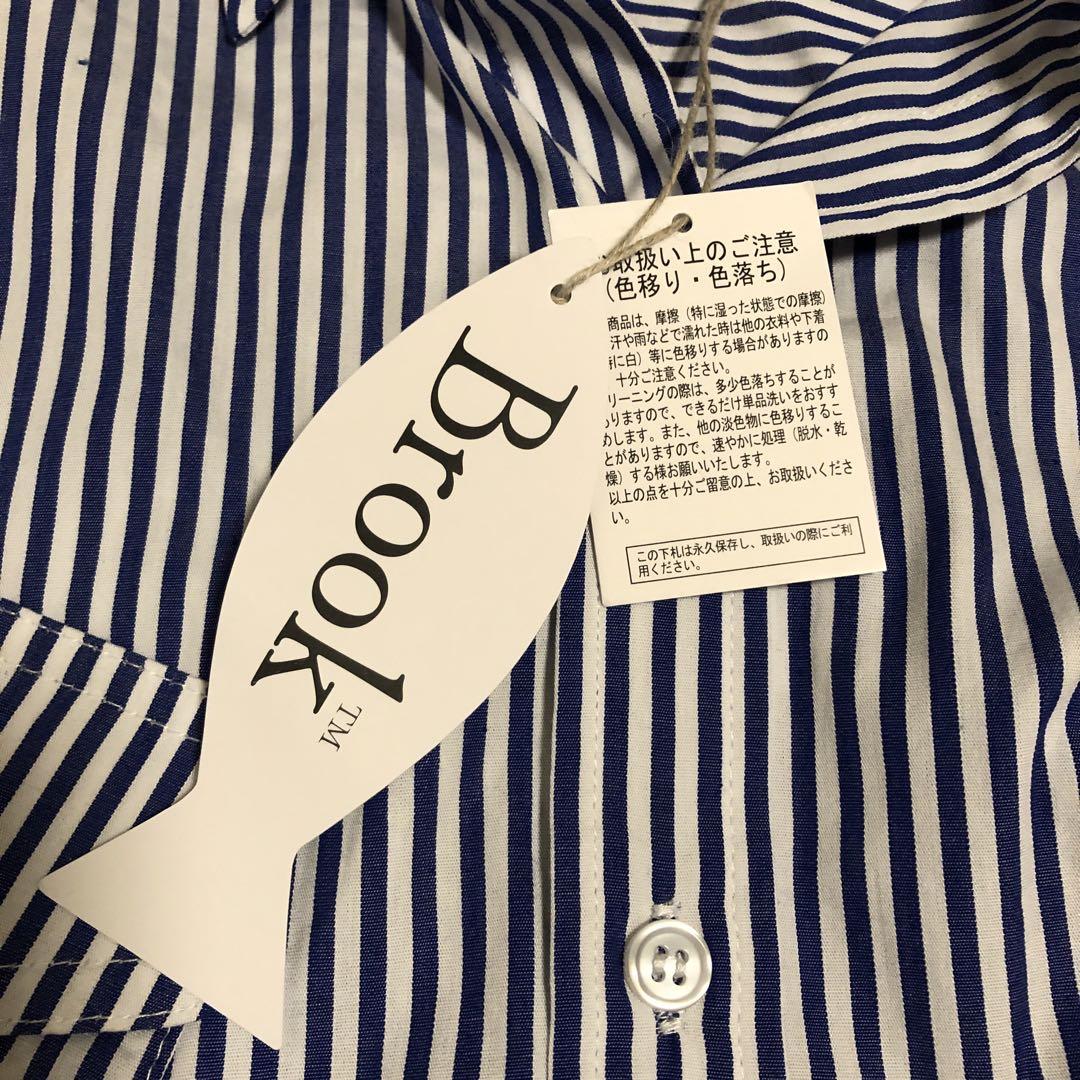 Brook TM
取扱い上のご注意
(色移り・色落ち)
商品は、摩擦(特に湿った状態での摩擦)
汗や雨などで濡れた時は他の衣料や下着
に白)等に色移りする場合がありますの
十分ご注意ください。
リーニングの際は、多少色落ちすることが
りますので、できるだけ単品洗いをおすす
めします。また、他の淡色物に色移りするこ
とがありますので、速やかに処理(脱水・乾
燥)する様お願いいたします。
以上の点を十分ご留意の上、お取扱いくださ
い。
この下札は永久保存し、取扱いの際にご利
用ください。